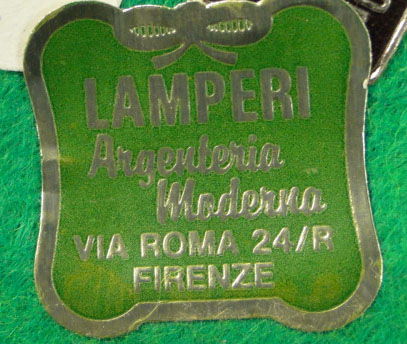 LAMPERI
Argenteria
Moderna
VIA ROMA 24/R
FIRENZE